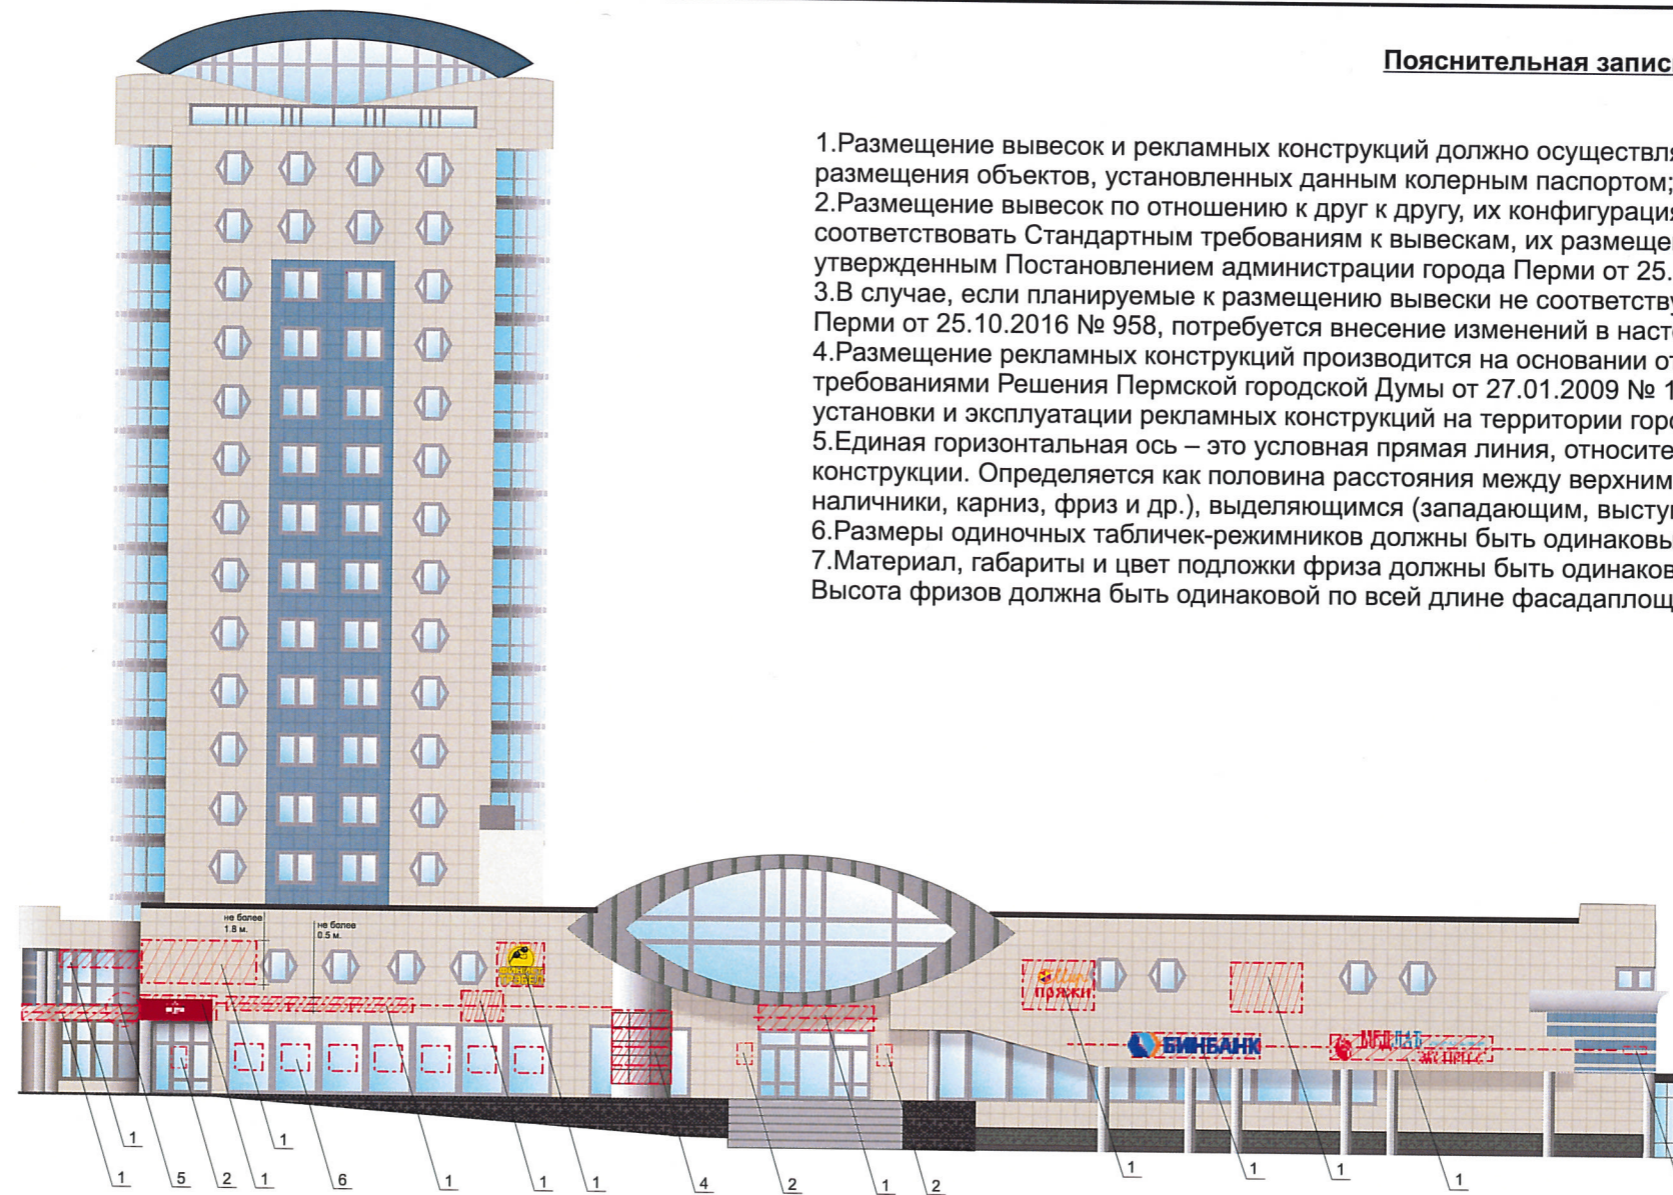 Пояснительная запис
1.Размещение вывесок и рекламных конструкций должно осуществля
размещения объектов, установленных данным колерным паспортом;
2.Размещение вывесок по отношению к друг к другу, их конфигурация
соответствовать Стандартным требованиям к вывескам, их размеще
утвержденным Постановлением администрации города Перми от 25.
3.В случае, если планируемые к размещению вывески не соответству
Перми от 25.10.2016 № 958, потребуется внесение изменений в наст
4.Размещение рекламных конструкций производится на основании от
требованиями Решения Пермской городской Думы от 27.01.2009 № 1
установки и эксплуатации рекламных конструкций на территории горо
5.Единая горизонтальная ось – это условная прямая линия, относите
конструкции. Определяется как половина расстояния между верхним
наличники, карниз, фриз и др.), выделяющимся (западающим, высту
6.Размеры одиночных табличек-режимников должны быть одинаковы
7.Материал, габариты и цвет подложки фриза должны быть одинаков
Высота фризов должна быть одинаковой по всей длине фасадаплощ
не более
1.8 м.
не более
0.5 м.
пряжи
БИНБАНК
МЕДЛАБ
экспресс
1
1
1
5
2
1
6
1
1
1
4
2
1
2
1
1
1
1